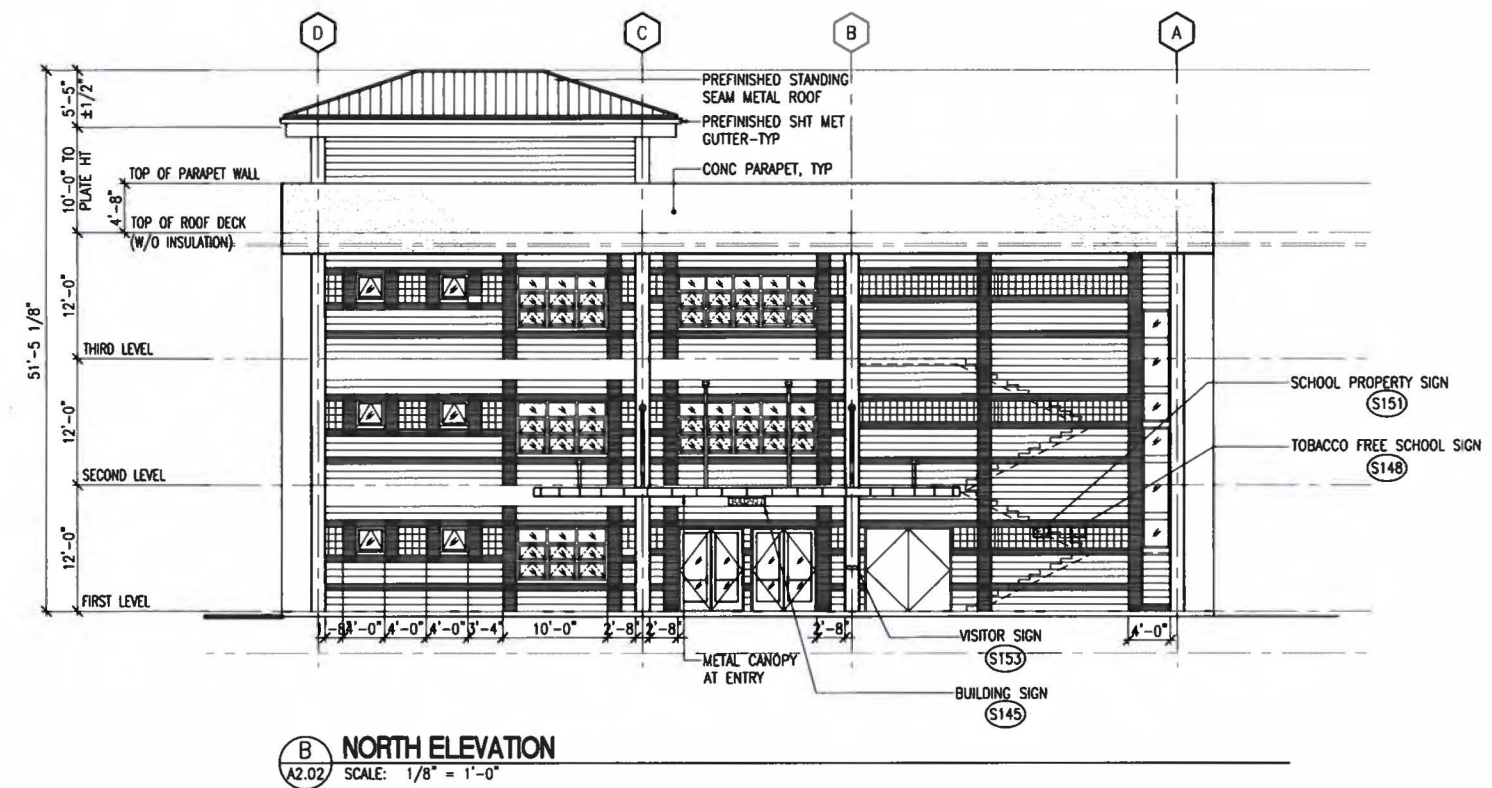 D
C
B
A
PREFINISHED STANDING
SEAM METAL ROOF
PREFINISHED SHT MET
GUTTER-TYP
CONC PARAPET, TYP
5'-5"
±1/2"
10'-0" TO
PLATE HT
4'-8"
TOP OF PARAPET WALL
TOP OF ROOF DECK
(W/O INSULATION)
51'-5 1/8"
12'-0"
THIRD LEVEL
12'-0"
SECOND LEVEL
12'-0"
FIRST LEVEL
SCHOOL PROPERTY SIGN
S151
TOBACCO FREE SCHOOL SIGN
S148
4'-0"
4'-0"
3'-4"
10'-0"
2'-8
2'-8
2'-8
4'-0"
VISITOR SIGN
S153
METAL CANOPY
AT ENTRY
BUILDING SIGN
S145
B
A2.02
NORTH ELEVATION
SCALE: 1/8" = 1'-0"